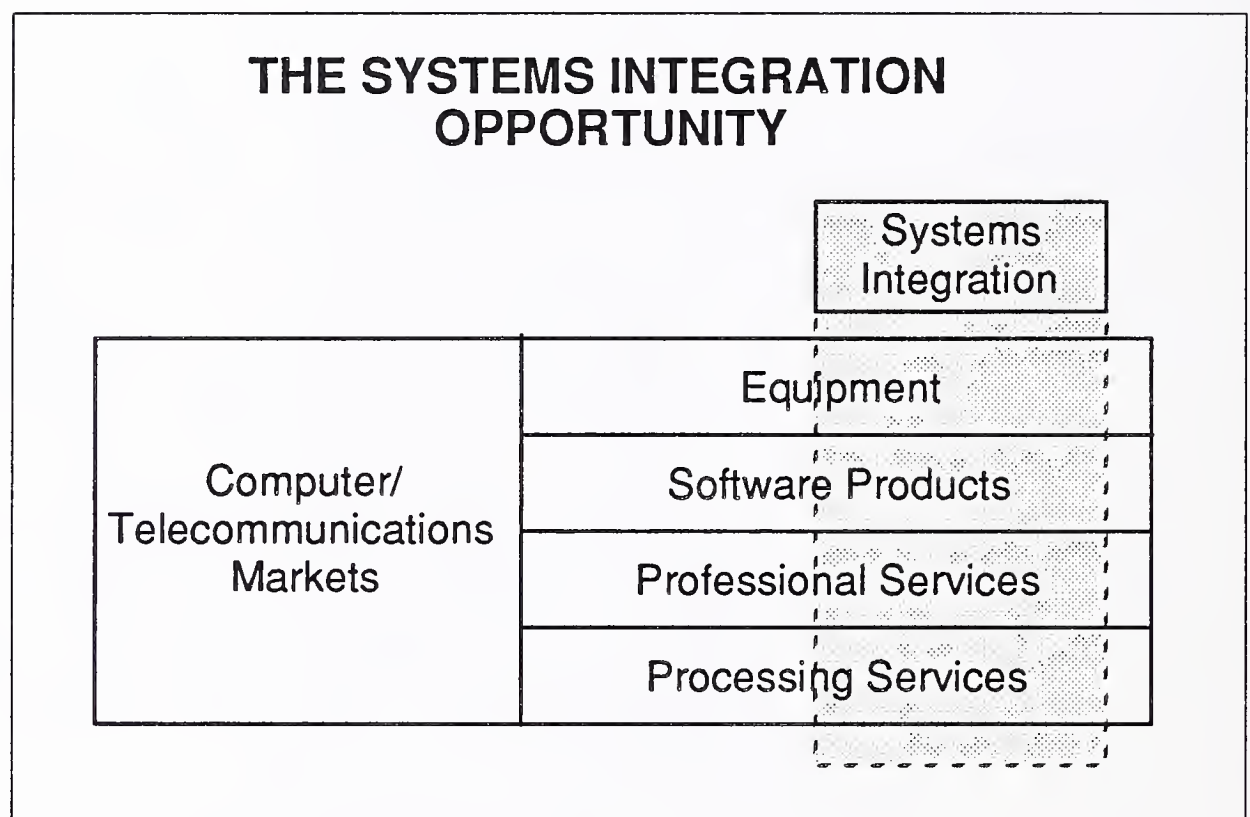 THE SYSTEMS INTEGRATION
OPPORTUNITY
Systems
Integration
Computer/
Telecommunications
Markets
Equipment
Software Products
Professional Services
Processing Services